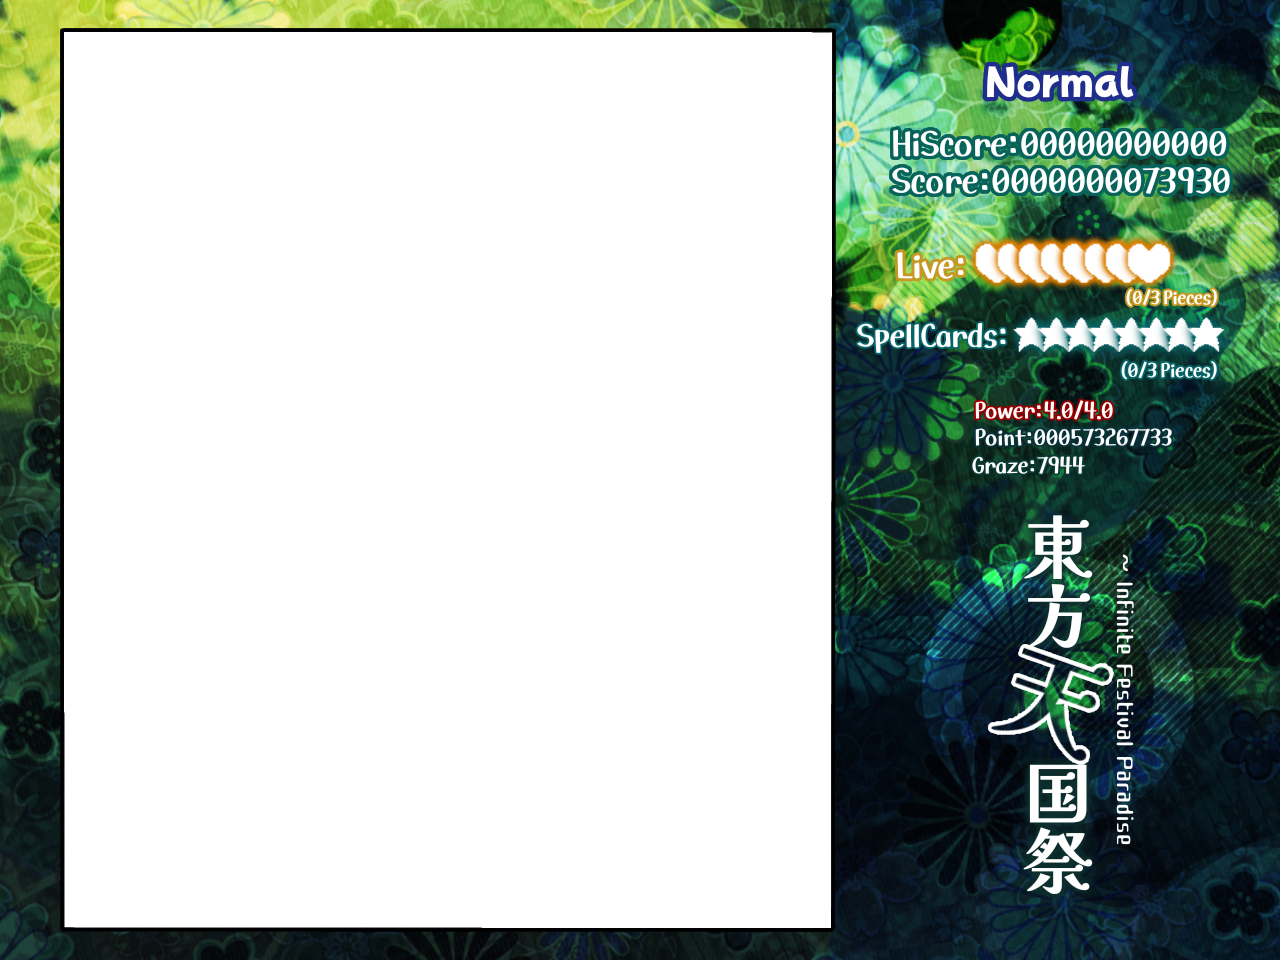 Normal
HiScore:00000000000
Score:0000000073930
Live:
(0/3 Pieces)
SpellCards:
(0/3 Pieces)
Power:4.0/4.0
Point:000573267733
Graze:7944
東方天国祭
~ Infinite Festival Paradise